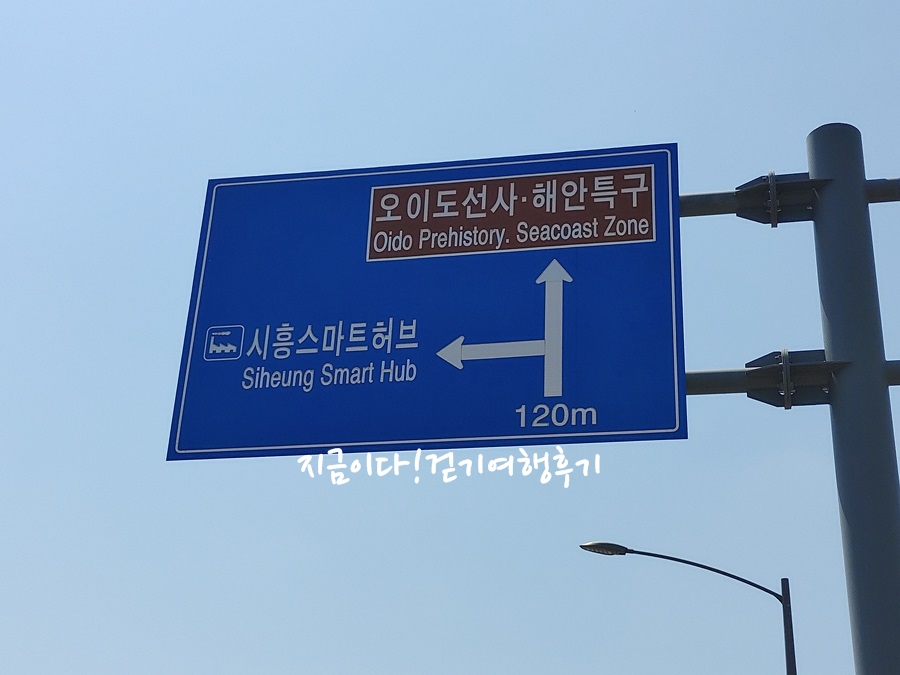 오이도선사·해안특구
Oido Prehistory. Seacoast Zone
시흥스마트허브
Siheung Smart Hub
120m
지금이다!걷기여행후기